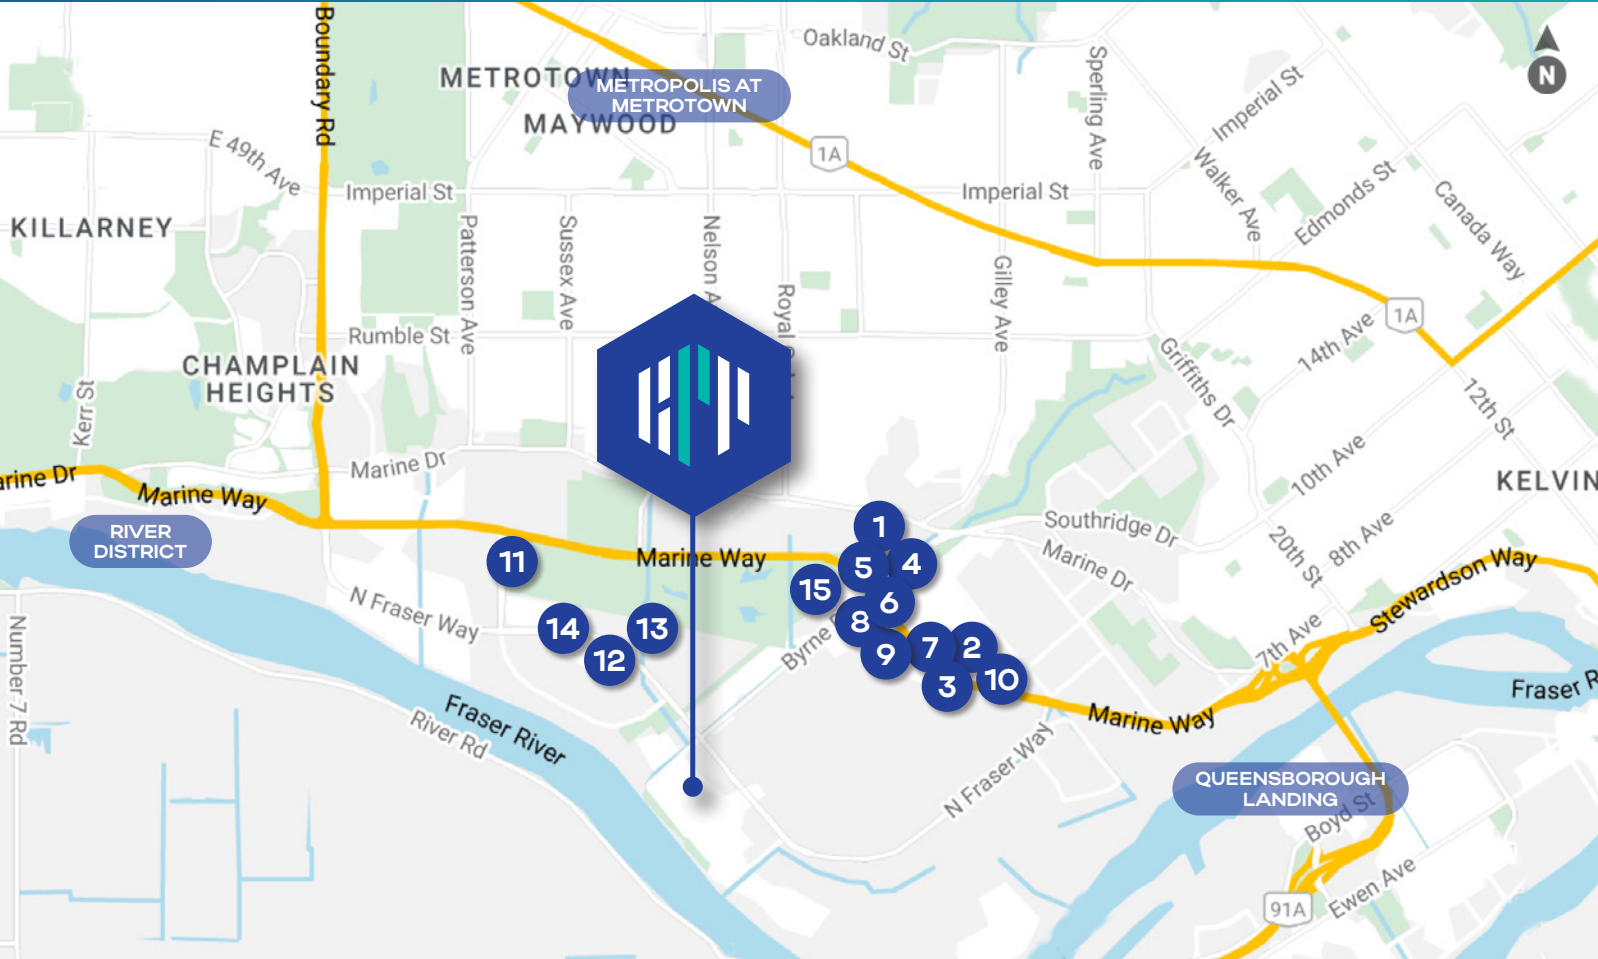 Boundary Rd
Oakland St
N
METROTOWN
METROPOLIS AT
METROTOWN
MAYWOOD
Sperling Ave
Imperial St
1A
E 49th Ave
Imperial St
Imperial St
Walker Ave
Edmonds St
Canada Way
KILLARNEY
Patterson Ave
Sussex Ave
Nelson A
Royal
Gilley Ave
Rumble St
1A
14th Ave
Griffiths Dr
CHAMPLAIN
HEIGHTS
Kerr St
12th St
10th Ave
KELVIN
Marine Dr
arine Dr
Marine Way
RIVER
DISTRICT
Marine Way
Southridge Dr
Marine Dr
20th St
8th Ave
Stewardson Way
1
5
4
11
15
6
8
14
13
12
9
7
2
3
10
Byrne
N Fraser Way
7th Ave
Number 7 Rd
Fraser River
River Rd
Fraser R
Marine Way
N Fraser Way
QUEENSBOROUGH
LANDING
Boyd St
Ewen Ave
91A